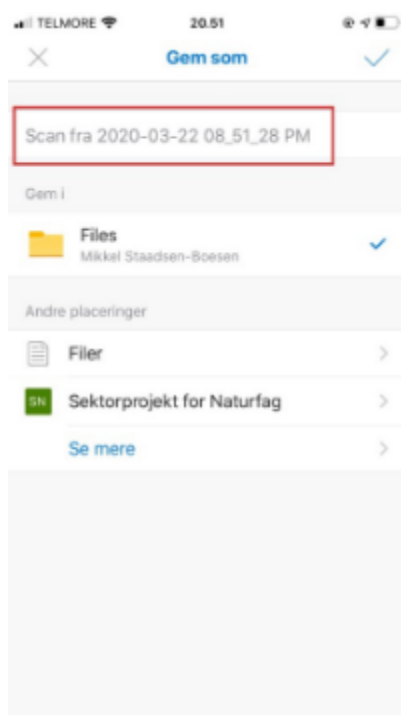 TELMORE 20.51
Gem som
Scan fra 2020-03-22 08_51_28 PM
Gem i
Files
Mikkel Staadsen-Boesen
Andre placeringer
Filer
SN Sektorprojekt for Naturfag
Se mere